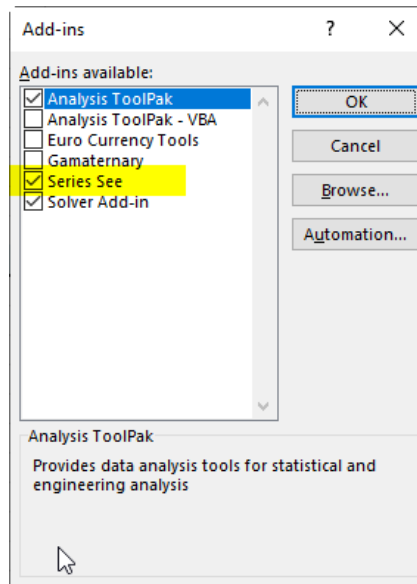 Add-ins
?
Add-ins available:
Analysis ToolPak
Analysis ToolPak - VBA
Euro Currency Tools
Gamaternary
Series See
Solver Add-in
OK
Cancel
Browse...
Automation...
Analysis ToolPak
Provides data analysis tools for statistical and
engineering analysis